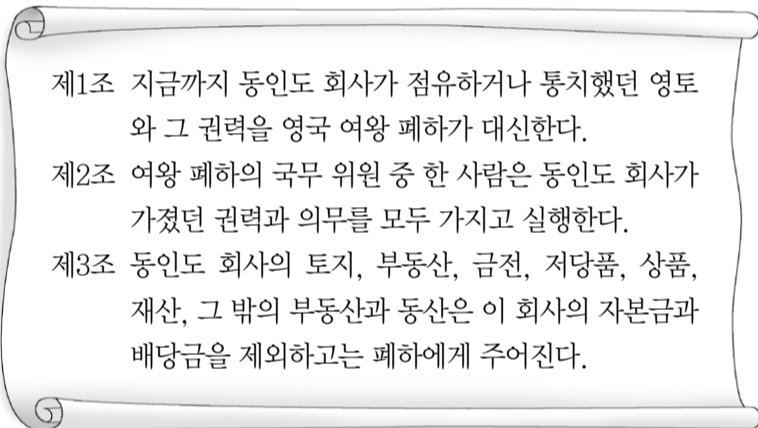 제1조 지금까지 동인도 회사가 점유하거나 통치했던 영토
와 그 권력을 영국 여왕 폐하가 대신한다.
제2조 여왕 폐하의 국무 위원 중 한 사람은 동인도 회사가
가졌던 권력과 의무를 모두 가지고 실행한다.
제3조 동인도 회사의 토지, 부동산, 금전, 저당품, 상품,
재산, 그 밖의 부동산과 동산은 이 회사의 자본금과
배당금을 제외하고는 폐하에게 주어진다.